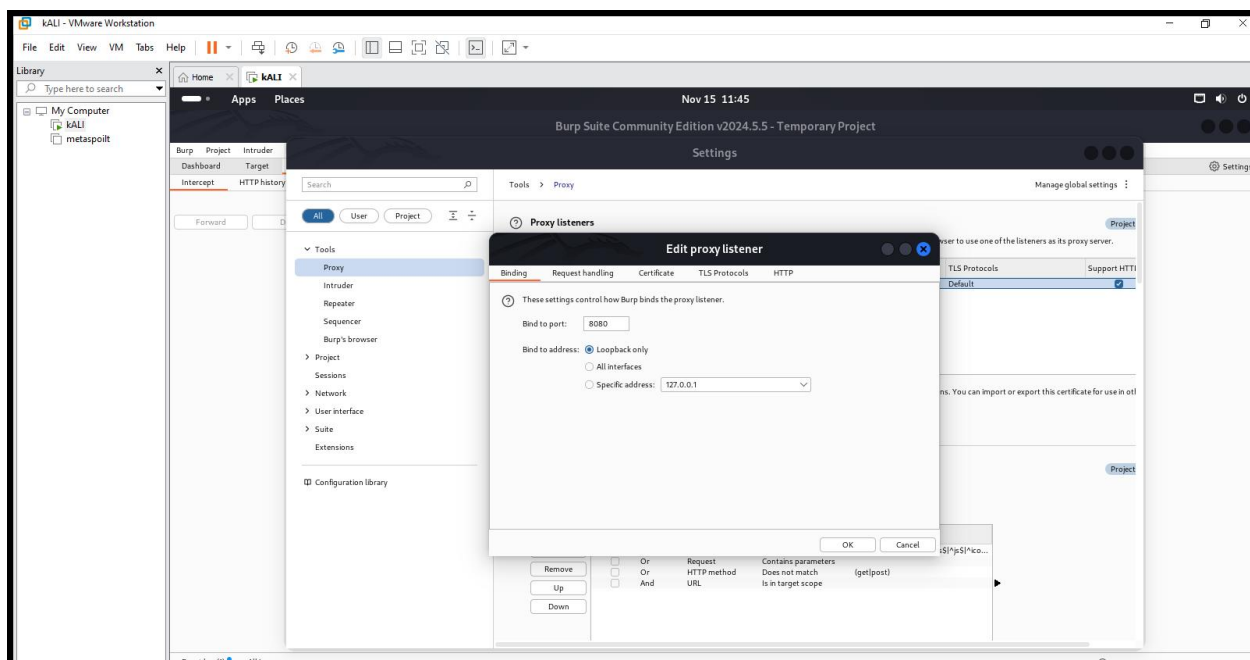 kALI - VMware Workstation
File Edit View VM Tabs Help
Library
Type here to search
My Computer
kALI
metaspoilt
Home
kALI
Apps Places
Nov 15 11:45
Burp Suite Community Edition v2024.5.5 - Temporary Project
Burp Project Intruder
Settings
Dashboard Target
Settings
Intercept HTTP history
Forward
Search
Tools > Proxy
Manage global settings
All User Project
Proxy listeners
Project
Tools
Proxy
Intruder
Repeater
Sequencer
Burp's browser
Project
Sessions
Network
User interface
Suite
Extensions
Configuration library
wser to use one of the listeners as its proxy server.
TLS Protocols Support HTTP
Default
Edit proxy listener
Binding Request handling Certificate TLS Protocols HTTP
These settings control how Burp binds the proxy listener.
Bind to port: 8080
Bind to address: Loopback only
All interfaces
Specific address: 127.0.0.1
OK Cancel
ns. You can import or export this certificate for use in
Project
Remove Or Request Contains parameters
Or HTTP method Does not match (get|post)
Up And URL Is in target scope
Down